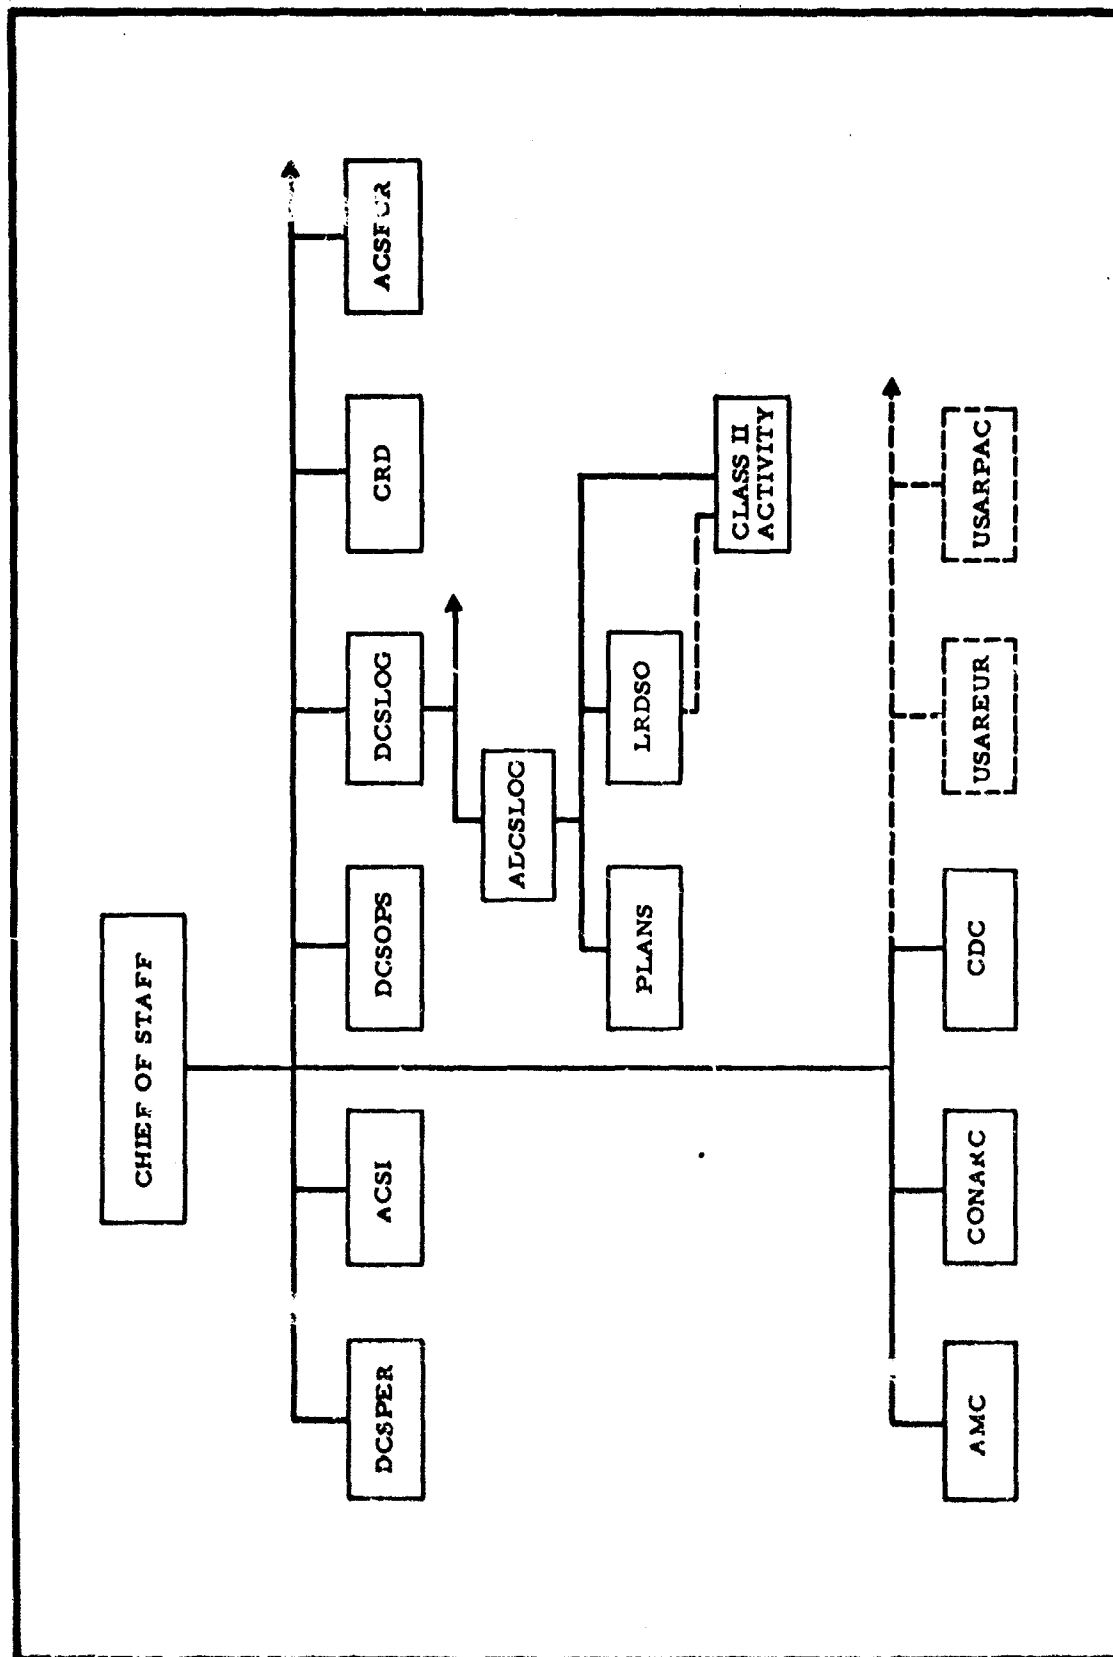 CHIEF OF STAFF
DCSPER
ACSI
DCSOPS
DCSLOG
CRD
ACSFOR
ADCSLOG
PLANS
LRDSO
CLASS II
ACTIVITY
AMC
CONARC
CDC
USAREUR
USARPAC